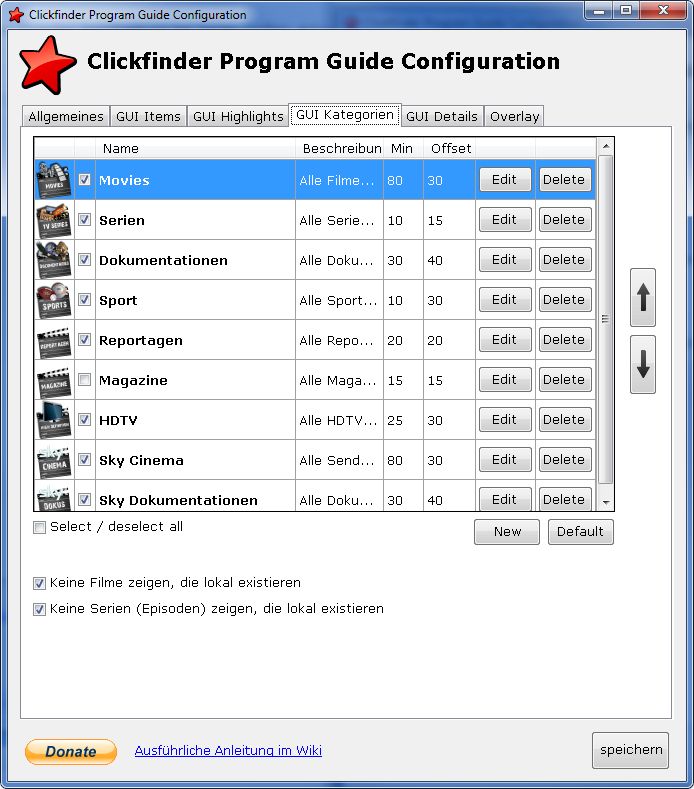 Clickfinder Program Guide Configuration
Clickfinder Program Guide Configuration
Allgemeines GUI Items GUI Highlights GUI Kategorien GUI Details Overlay
Name Beschreibun Min Offset
MOVIES Movies Alle Filme... 80 30 Edit Delete
TV SERIES Serien Alle Serie... 10 15 Edit Delete
Dokumentationen Alle Doku... 30 40 Edit Delete
SPORTS Sport Alle Sport... 10 30 Edit Delete
REPORTAGEN Reportagen Alle Repo... 20 20 Edit Delete
MAGAZINE Magazine Alle Maga... 15 15 Edit Delete
HIGH DEFINITION HDTV Alle HDTV... 25 30 Edit Delete
CINEMA Sky Cinema Alle Send... 80 30 Edit Delete
DOKUS Sky Dokumentationen Alle Doku... 30 40 Edit Delete
Select / deselect all New Default
Keine Filme zeigen, die lokal existieren
Keine Serien (Episoden) zeigen, die lokal existieren
Donate Ausführliche Anleitung im Wiki speichern